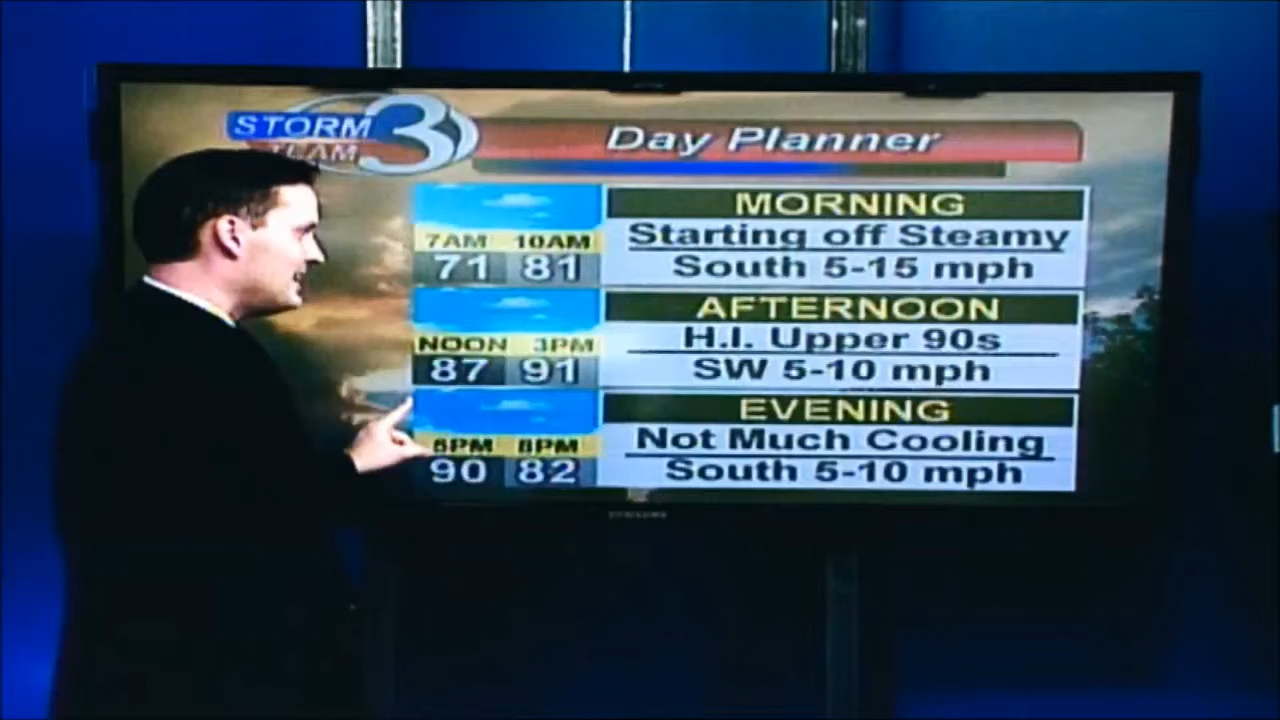 STORM
TEAM
3
Day Planner
MORNING
7AM 10AM
Starting off Steamy
71 81
South 5-15 mph
AFTERNOON
NOON 3PM
H.I. Upper 90s
87 91
SW 5-10 mph
EVENING
8PM
Not Much Cooling
90 82
South 5-10 mph
SAMSUNG